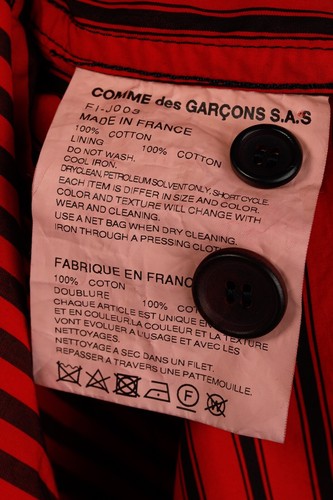 COMME des GARÇONS S.A.S
FI-J003
MADE IN FRANCE
100% COTTON
LINING 100% COTTON
DO NOT WASH.
COOL IRON.
DRYCLEAN, PETROLEUM SOLVENT ONLY. SHORT CYCLE.
EACH ITEM IS DIFFER IN SIZE AND COLOR.
COLOR AND TEXTURE WILL CHANGE WITH
WEAR AND CLEANING.
USE A NET BAG WHEN DRY CLEANING.
IRON THROUGH A PRESSING CLOTH
FABRIQUE EN FRANC
100% COTON
DOUBLURE 100% COTON
CHAQUE ARTICLE EST UNIQUE EN
ET EN COULEUR.LA COULEUR ET LA TEXTURE
VONT EVOLUER A L'USAGE ET AVEC LES
NETTOYAGES.
NETTOYAGE A SEC DANS UN FILET.
REPASSER A TRAVERS UNE PATTEMOUILLE.
P
W